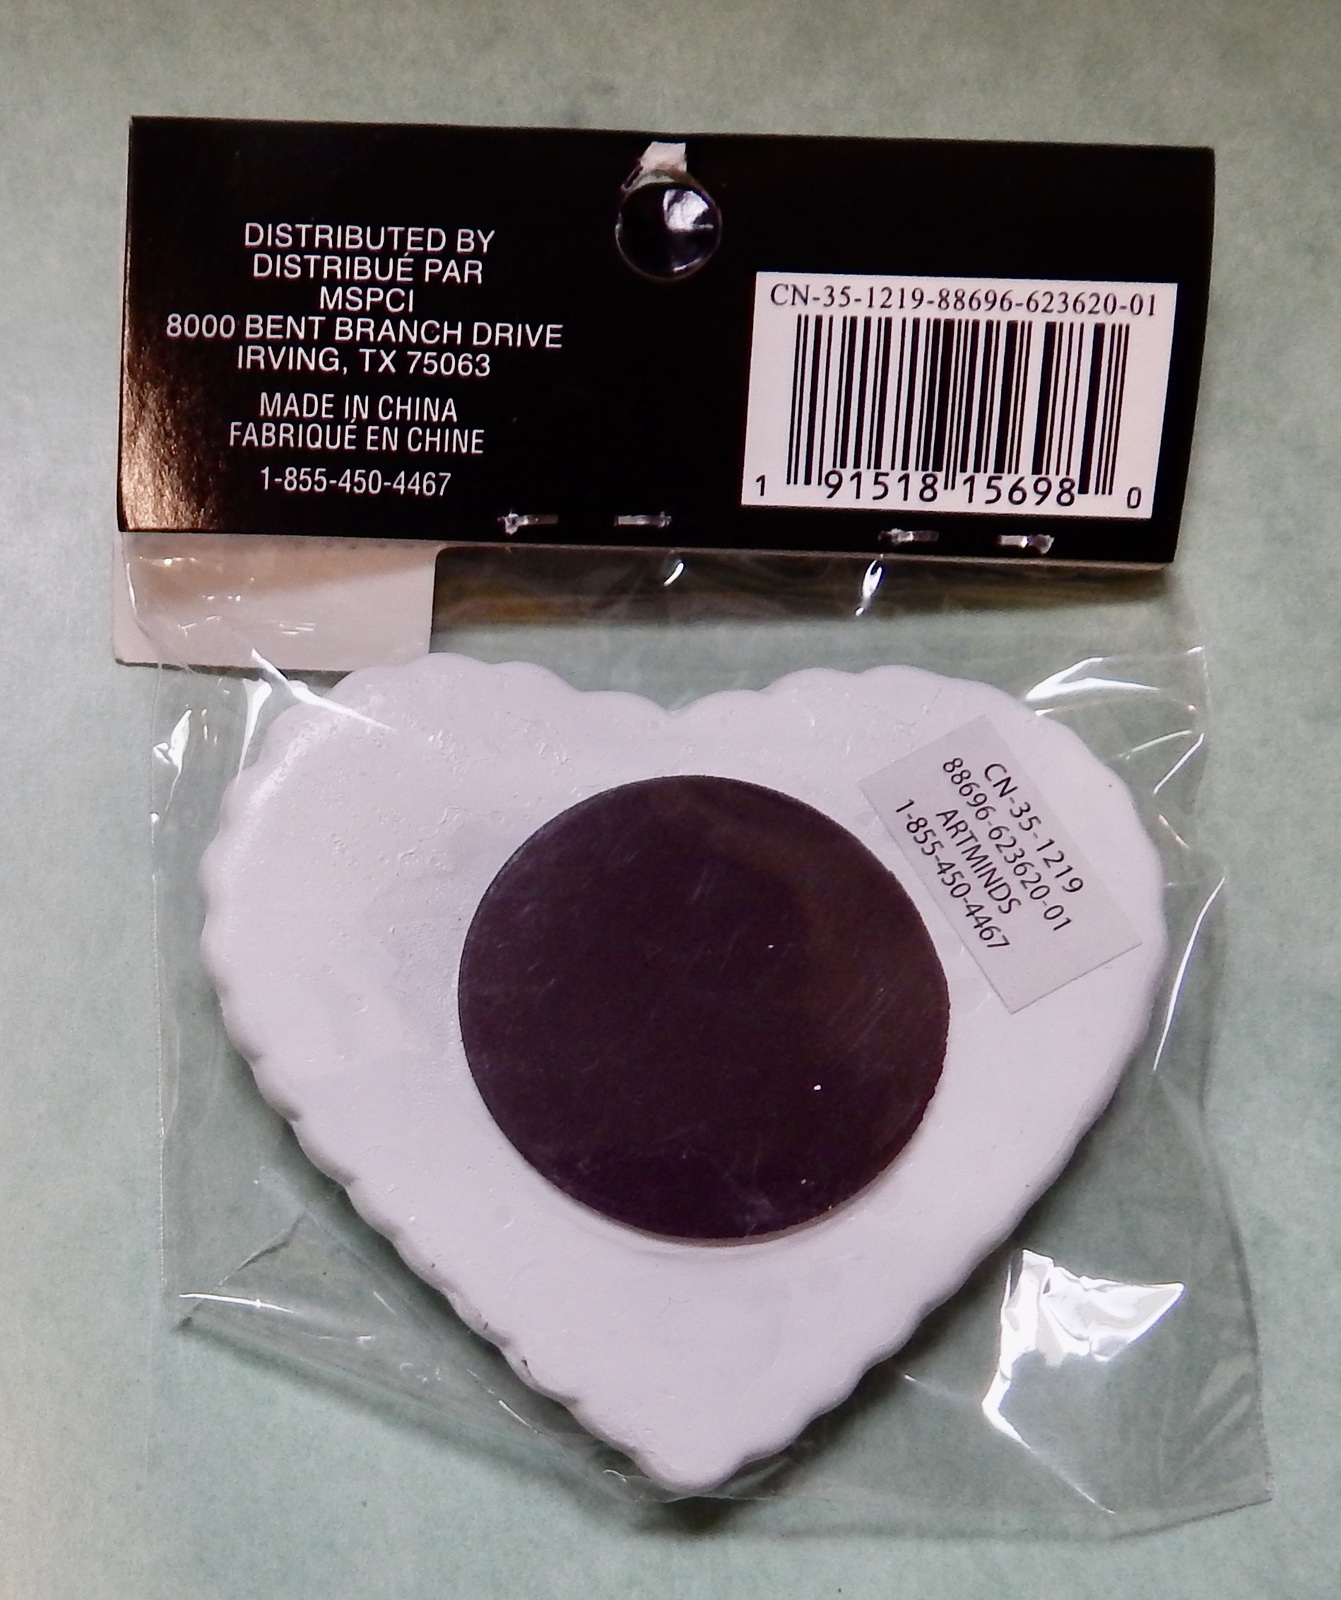 DISTRIBUTED BY
DISTRIBUÉ PAR
MSPCI
8000 BENT BRANCH DRIVE
IRVING, TX 75063
MADE IN CHINA
FABRIQUÉ EN CHINE
1-855-450-4467
CN-35-1219-88696-623620-01
1 91518 15698 0
CN-35-1219
88696-623620-01
ARTMINDS
1-855-450-4467